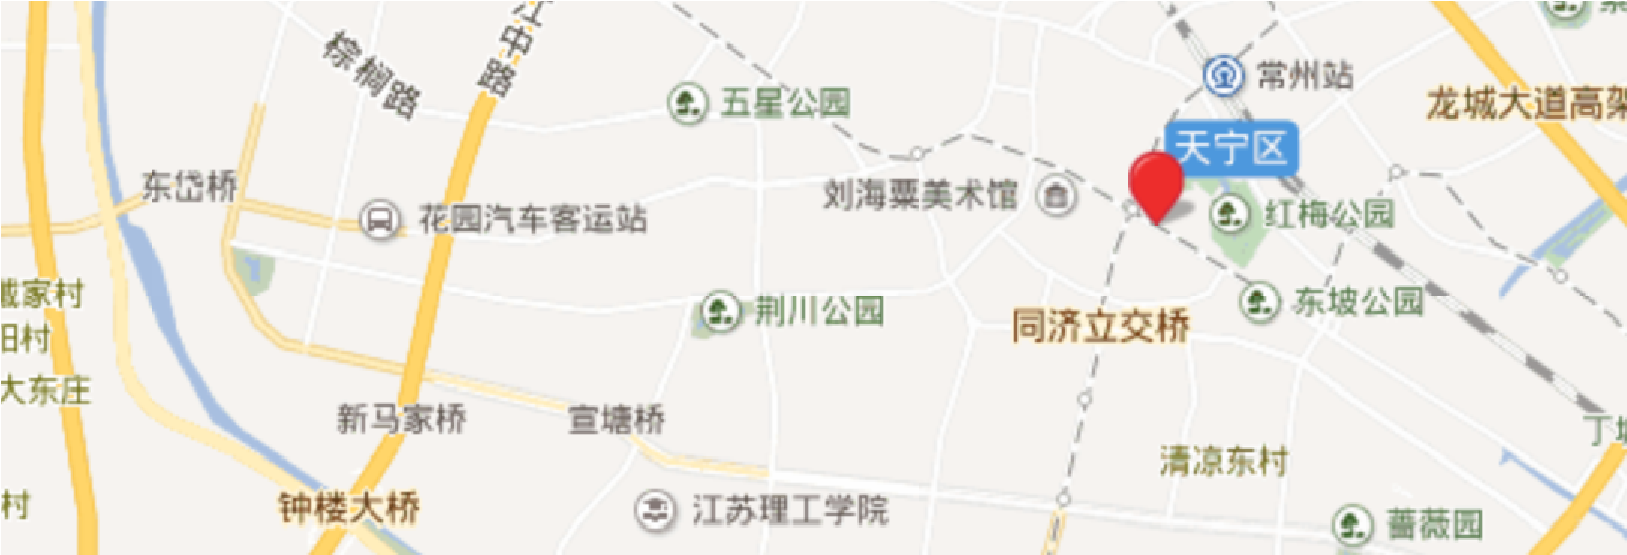 江中路
棕榈路
常州站
五星公园
龙城大道高架
天宁区
东岱桥
刘海粟美术馆
花园汽车客运站
红梅公园
戴家村
阳村
荆川公园
东坡公园
同济立交桥
大东庄
新马家桥
宣塘桥
清凉东村
村
钟楼大桥
江苏理工学院
蔷薇园